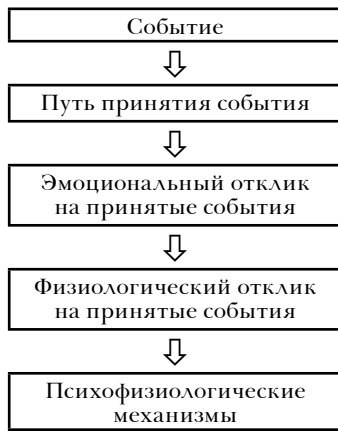 Событие
Путь принятия события
Эмоциональный отклик
на принятые события
Физиологический отклик
на принятые события
Психофизиологические
механизмы